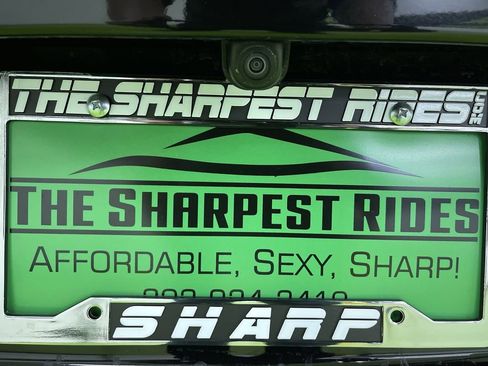 THE SHARPEST RIDES.COM
THE SHARPEST RIDES
AFFORDABLE, SEXY, SHARP!
SHARP